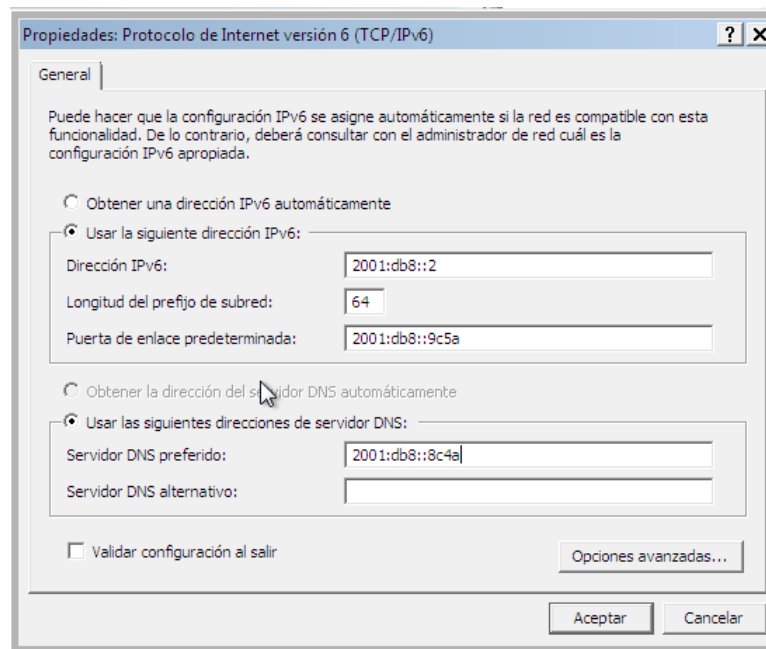 Propiedades: Protocolo de Internet versión 6 (TCP/IPv6)
General
Puede hacer que la configuración IPv6 se asigne automáticamente si la red es compatible con esta
funcionalidad. De lo contrario, deberá consultar con el administrador de red cuál es la
configuración IPv6 apropiada.
Obtener una dirección IPv6 automáticamente
Usar la siguiente dirección IPv6:
Dirección IPv6: 2001:db8::2
Longitud del prefijo de subred: 64
Puerta de enlace predeterminada: 2001:db8::9c5a
Obtener la dirección del servidor DNS automáticamente
Usar las siguientes direcciones de servidor DNS:
Servidor DNS preferido: 2001:db8::8c4a
Servidor DNS alternativo:
Validar configuración al salir
Opciones avanzadas...
Aceptar Cancelar